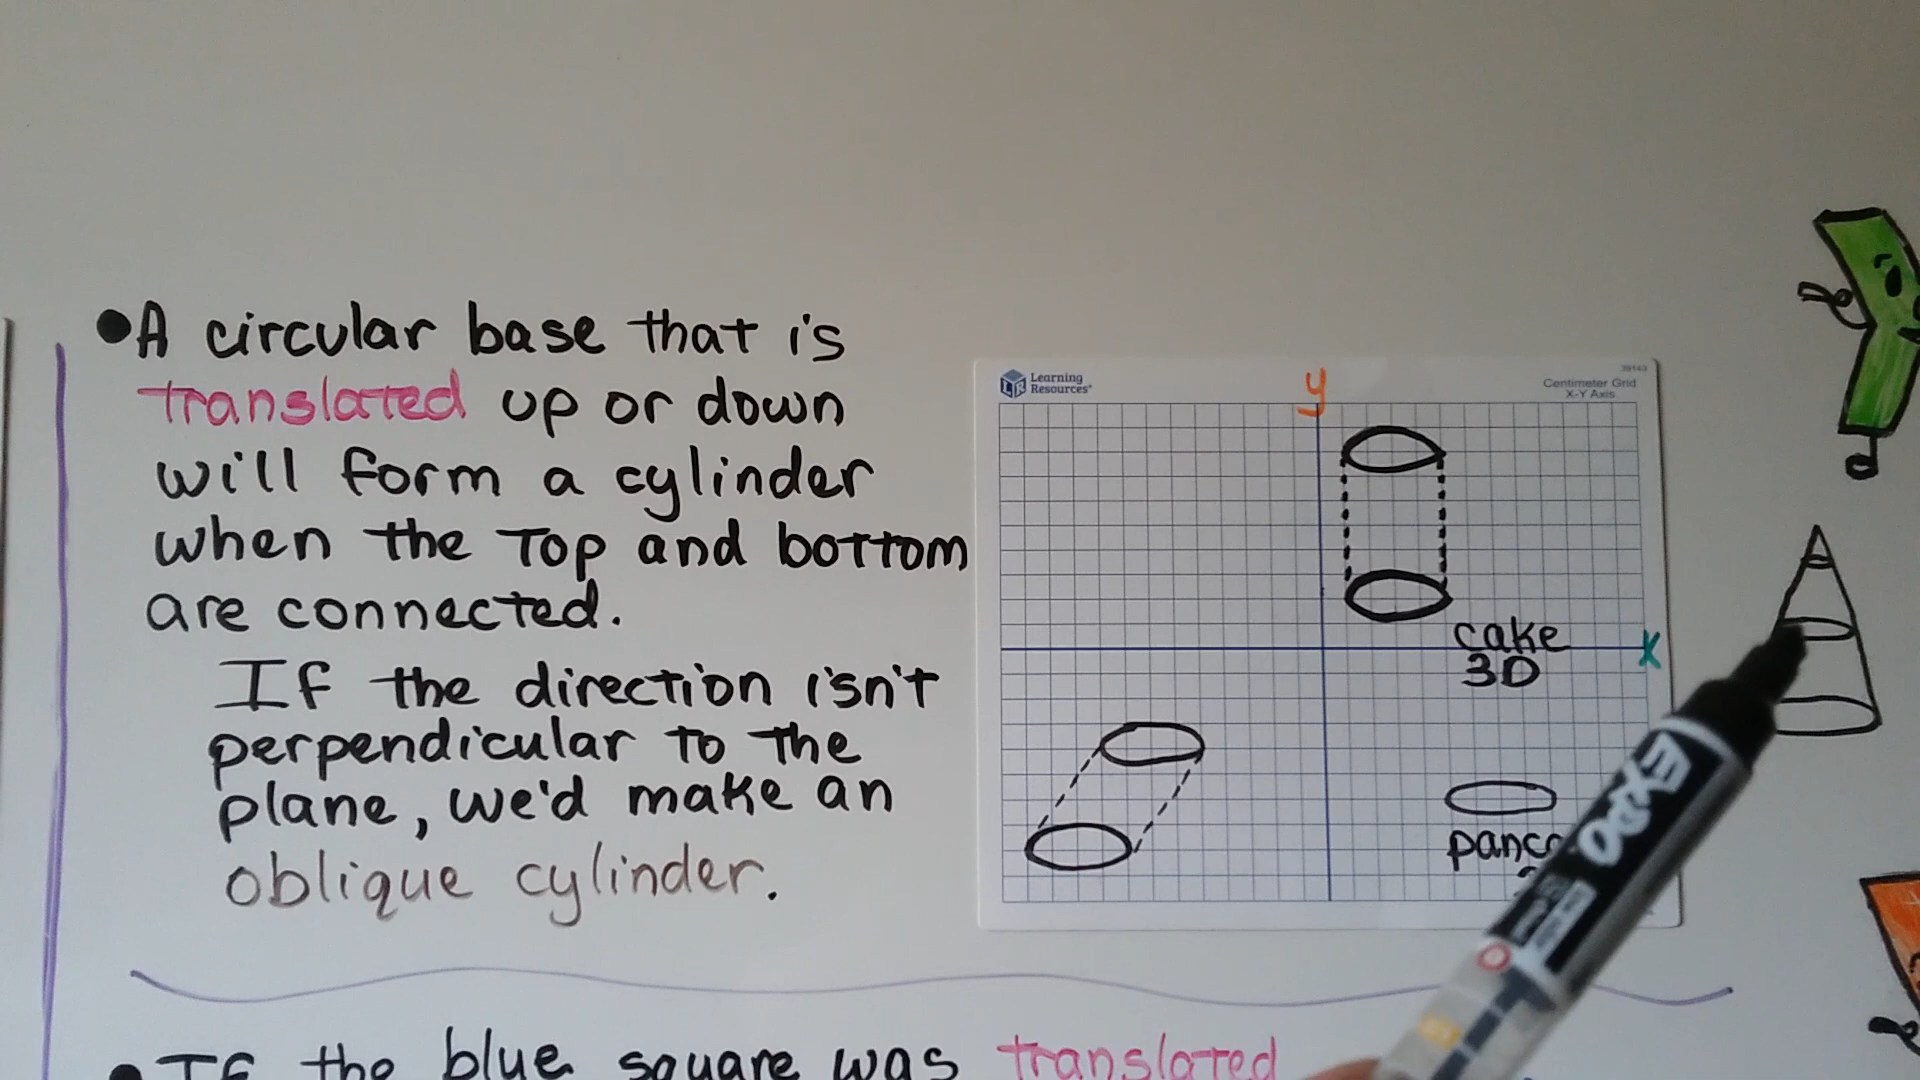 •A circular base that is
translated up or down
will form a cylinder
when the Top and bottom
are connected.
If the direction isn't
perpendicular to the
plane, we'd make an
oblique cylinder.
Learning
Resources®
y
Centimeter Grid
X-Y Axis
cake
3D
x
EXPO
• If the blue square was translated